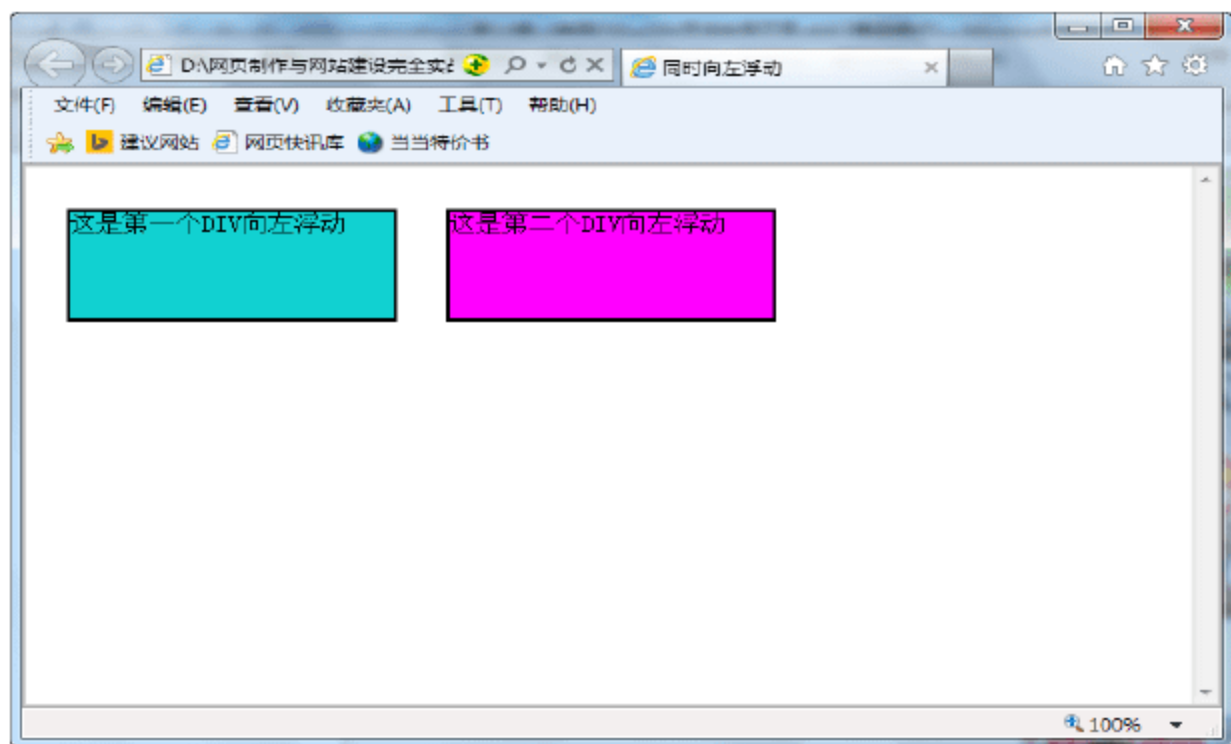 D:\网页制作与网站建设完全实战 同时向左浮动
文件(F) 编辑(E) 查看(V) 收藏夹(A) 工具(T) 帮助(H)
建议网站 网页快讯库 当当特价书
这是第一个DIV向左浮动 这是第二个DIV向左浮动
100%